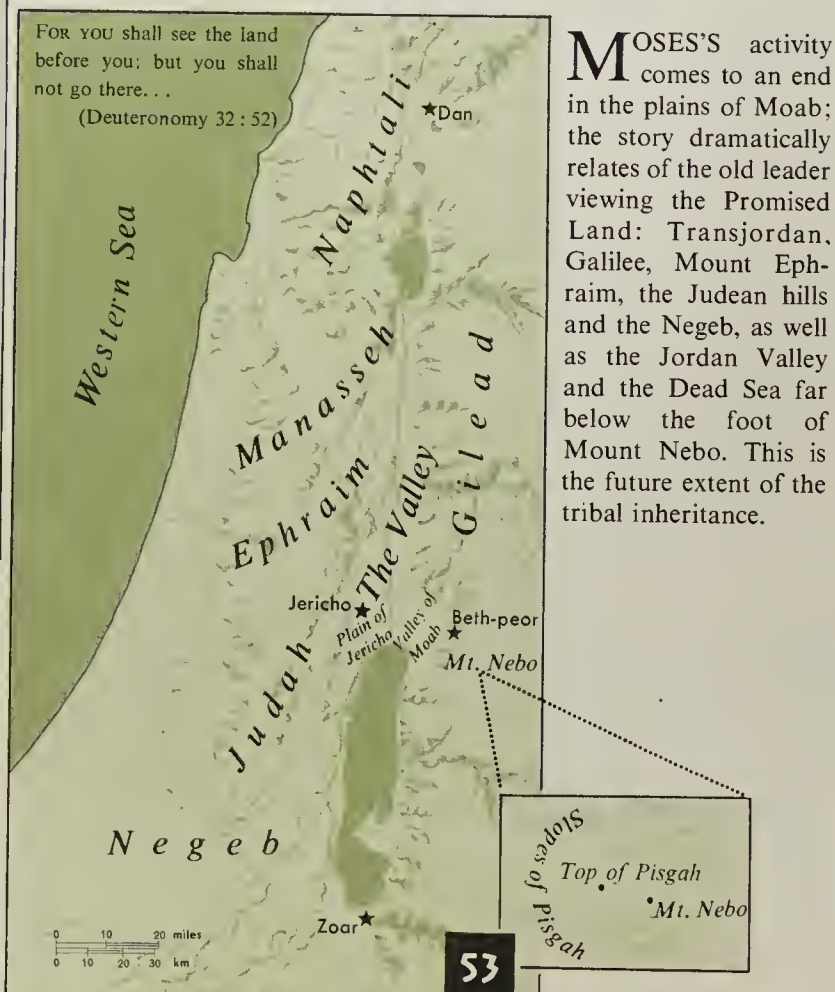 FOR YOU shall see the land
before you; but you shall
not go there. . .
(Deuteronomy 32 : 52)
MOSES'S activity
comes to an end
in the plains of Moab;
the story dramatically
relates of the old leader
viewing the Promised
Land: Transjordan,
Galilee, Mount Eph-
raim, the Judean hills
and the Negeb, as well
as the Jordan Valley
and the Dead Sea far
below the foot of
Mount Nebo. This is
the future extent of the
tribal inheritance.
Dan
Naphtali
Western Sea
Manasseh
Gilead
Ephraim
The Valley
Jericho
Plain of
Jericho
Valley of
Moab
Beth-peor
Mt. Nebo
Judah
Negeb
Slopes of Pisgah
Top of Pisgah
Mt. Nebo
Zoar
0 10 20 miles
0 10 20 30 km
53